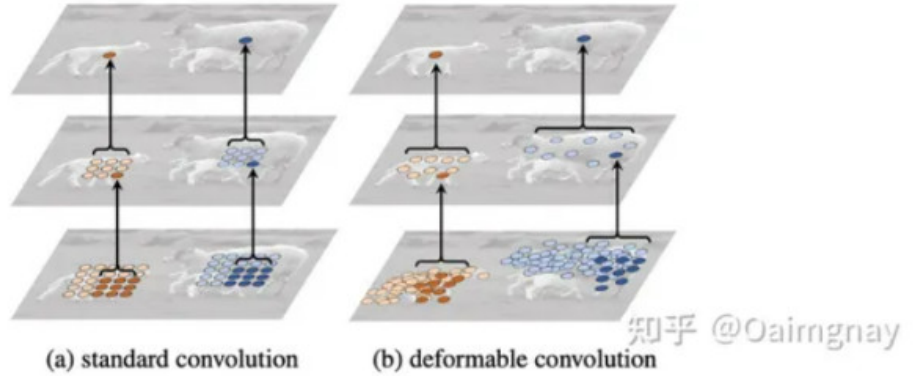 知乎 @Oaimgnay
(a) standard convolution
(b) deformable convolution